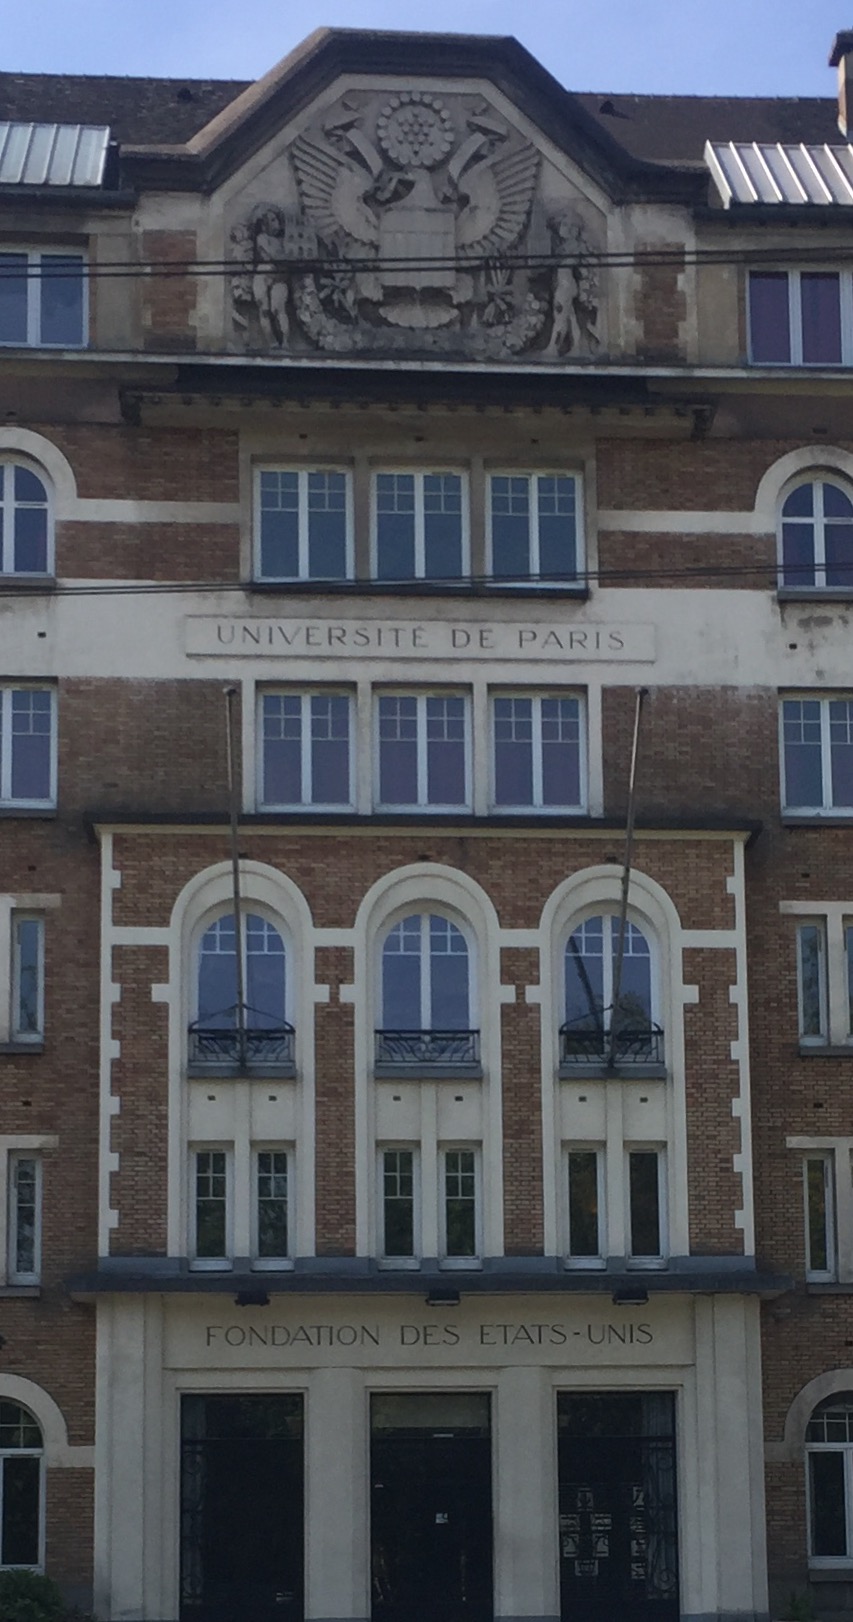 UNIVERSITÉ DE PARIS
FONDATION DES ETATS-UNIS